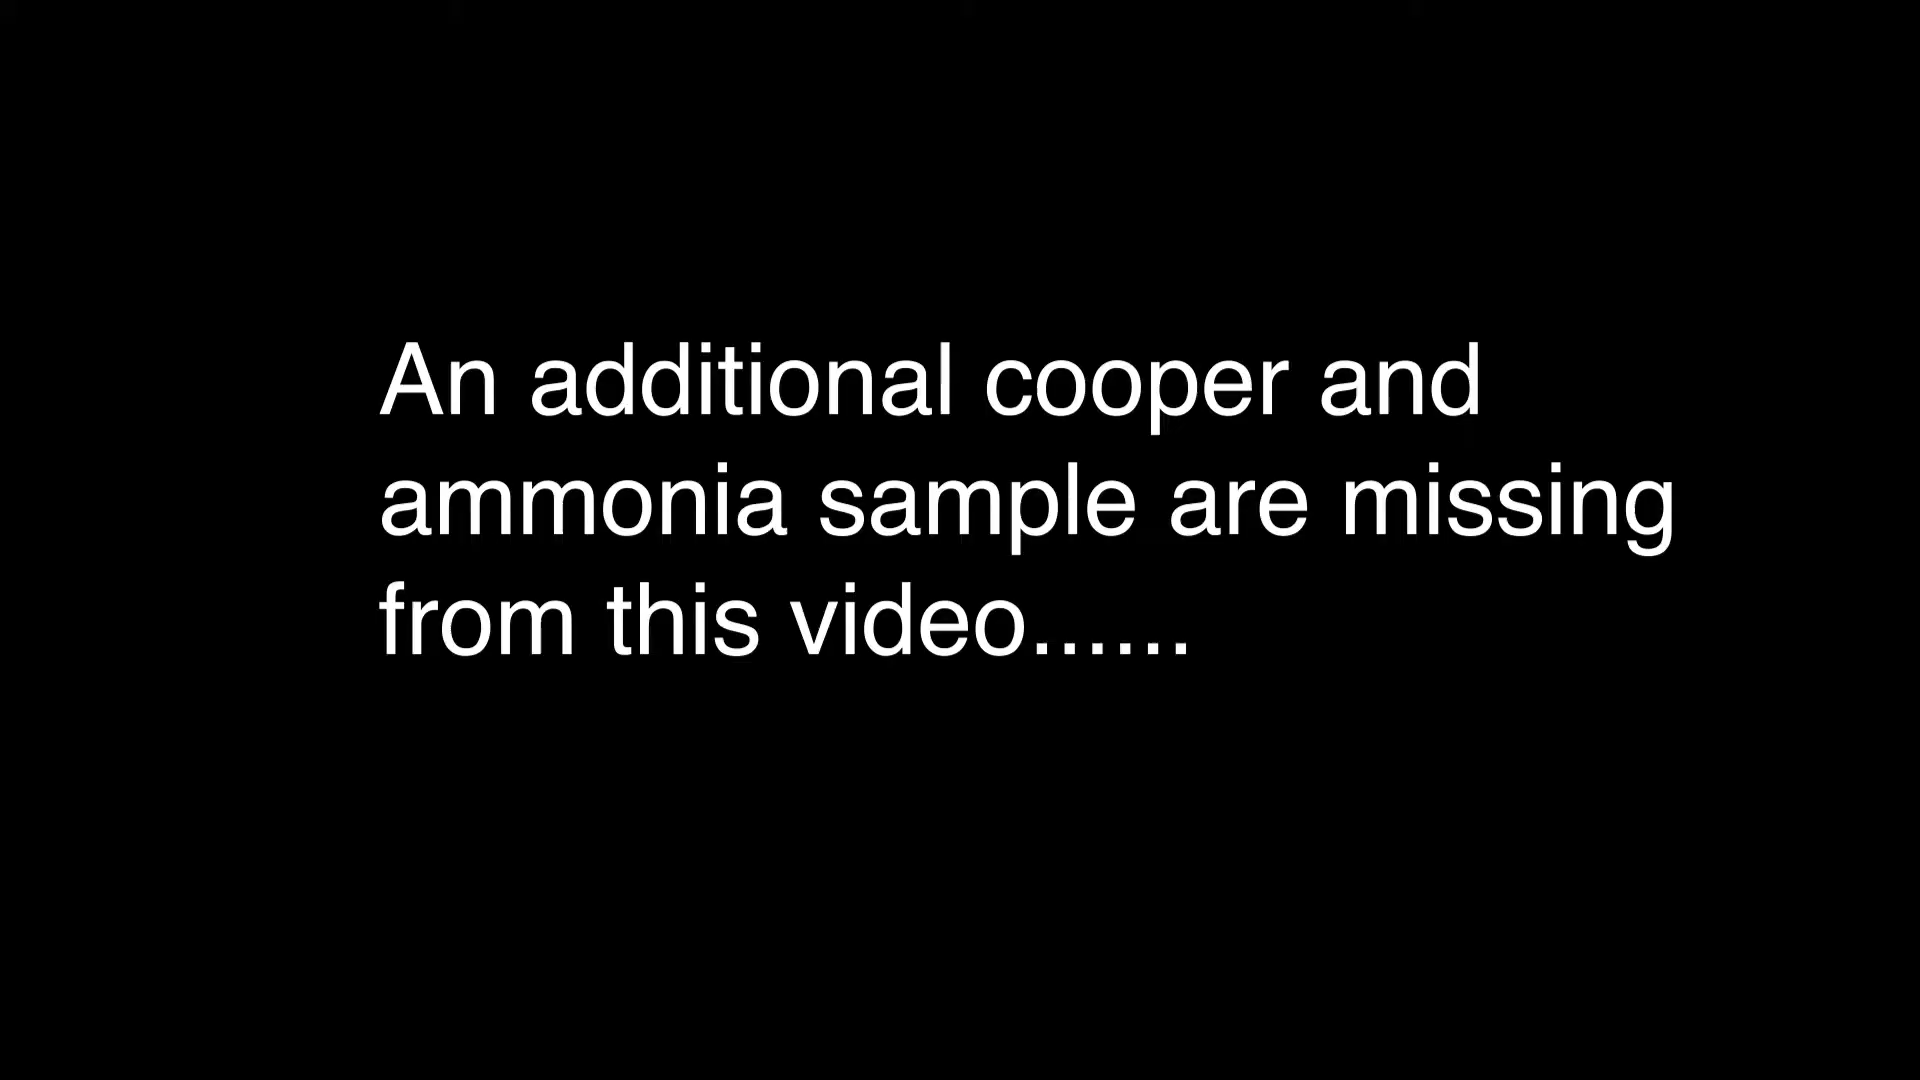 An additional cooper and
ammonia sample are missing
from this video......